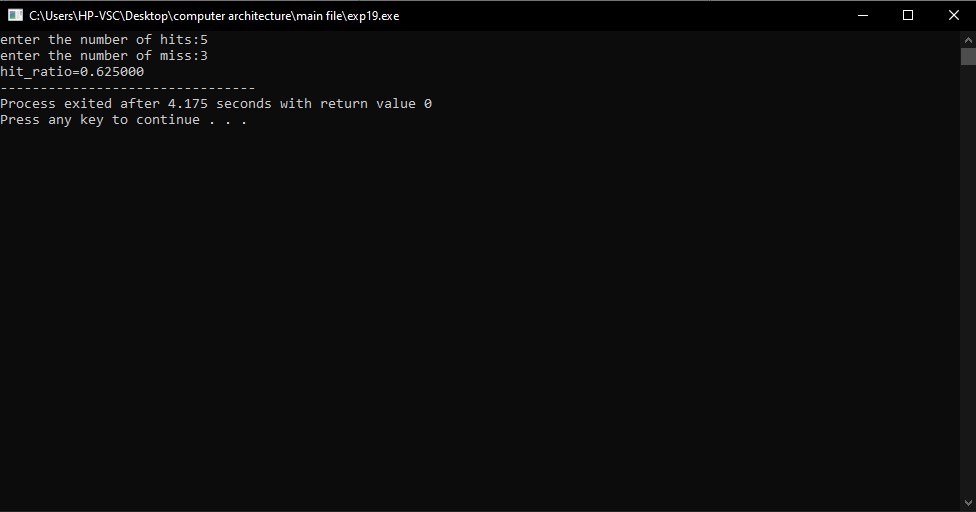 C:\Users\HP-VSC\Desktop\computer architecture\main file\exp19.exe
enter the number of hits:5
enter the number of miss:3
hit_ratio=0.625000
--------------------------------
Process exited after 4.175 seconds with return value 0
Press any key to continue . . .